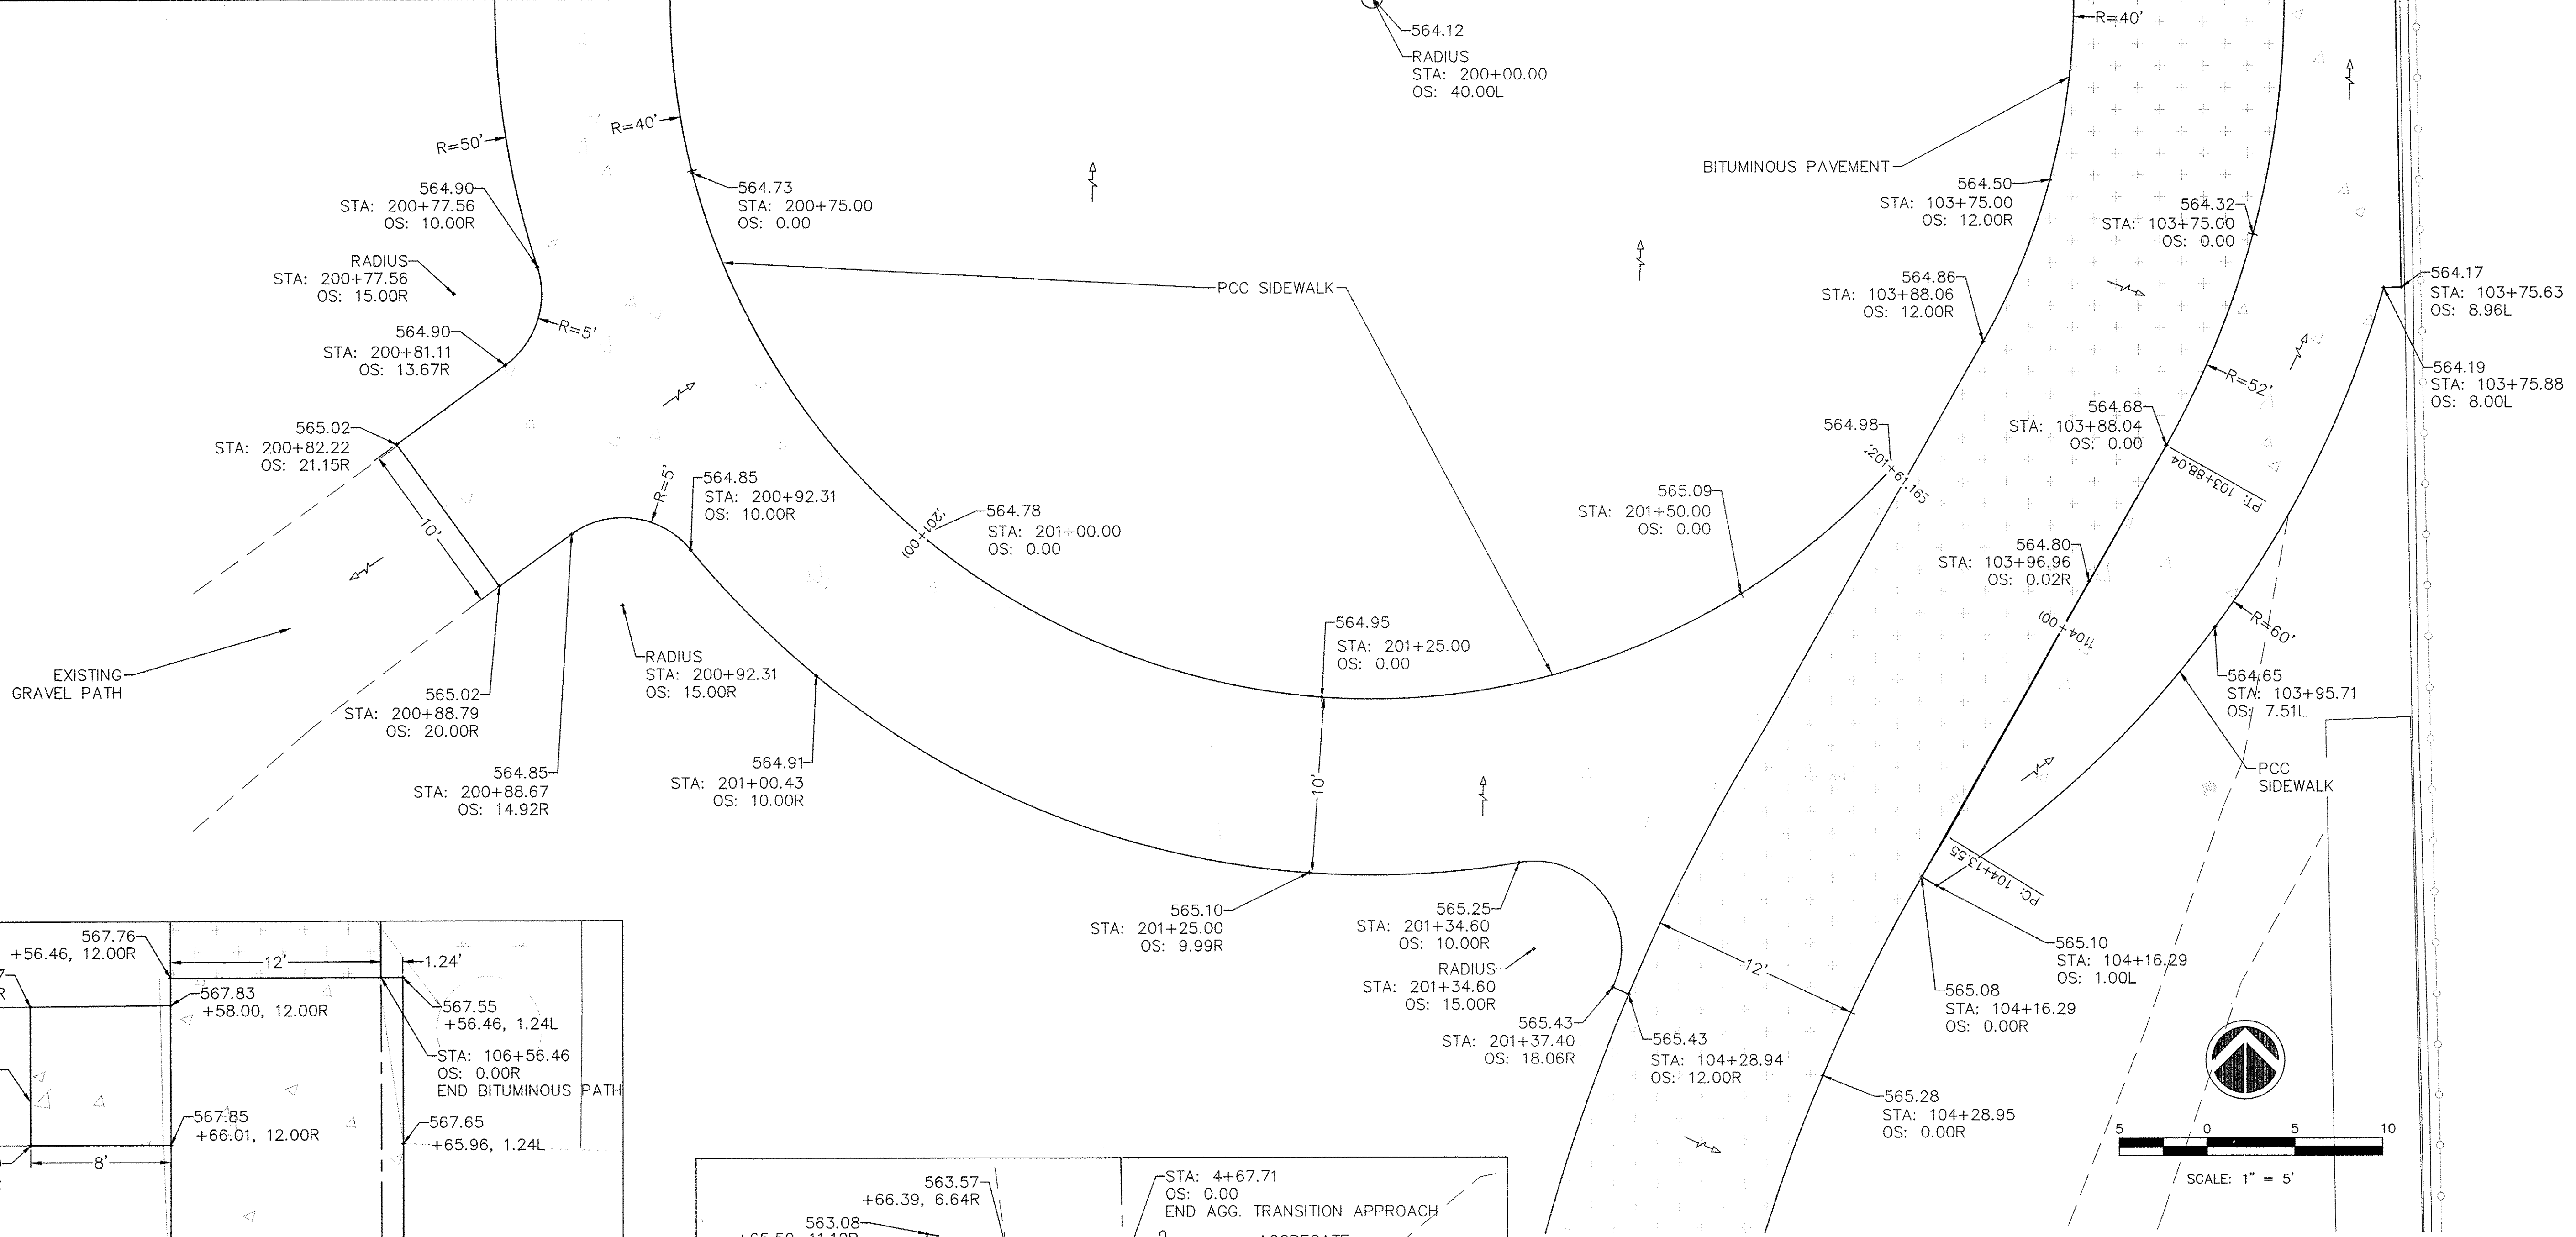 564.12
RADIUS
STA: 200+00.00
OS: 40.00L
R=40'
R=50'
R=40'
BITUMINOUS PAVEMENT
564.90
STA: 200+77.56
OS: 10.00R
564.73
STA: 200+75.00
OS: 0.00
564.50
STA: 103+75.00
OS: 12.00R
564.32
STA: 103+75.00
OS: 0.00
RADIUS
STA: 200+77.56
OS: 15.00R
PCC SIDEWALK
564.86
STA: 103+88.06
OS: 12.00R
564.17
STA: 103+75.63
OS: 8.96L
564.90
STA: 200+81.11
OS: 13.67R
R=5'
564.19
STA: 103+75.88
OS: 8.00L
R=52'
565.02
STA: 200+82.22
OS: 21.15R
564.68
STA: 103+88.04
OS: 0.00
564.98
PT: 103+88.04
564.85
STA: 200+92.31
OS: 10.00R
R=5'
10'
565.09
STA: 201+50.00
OS: 0.00
564.78
STA: 201+00.00
OS: 0.00
564.80
STA: 103+96.96
OS: 0.02R
R=60'
564.95
STA: 201+25.00
OS: 0.00
EXISTING
GRAVEL PATH
RADIUS
STA: 200+92.31
OS: 15.00R
564.65
STA: 103+95.71
OS: 7.51L
565.02
STA: 200+88.79
OS: 20.00R
564.85
STA: 200+88.67
OS: 14.92R
564.91
STA: 201+00.43
OS: 10.00R
10'
PCC
SIDEWALK
PC: 104+13.55
565.10
STA: 201+25.00
OS: 9.99R
565.25
STA: 201+34.60
OS: 10.00R
RADIUS
STA: 201+34.60
OS: 15.00R
12'
565.10
STA: 104+16.29
OS: 1.00L
565.08
STA: 104+16.29
OS: 0.00R
565.43
STA: 201+37.40
OS: 18.06R
565.43
STA: 104+28.94
OS: 12.00R
565.28
STA: 104+28.95
OS: 0.00R
567.76
+56.46, 12.00R
12'
1.24'
567.83
+58.00, 12.00R
567.55
+56.46, 1.24L
STA: 106+56.46
OS: 0.00R
END BITUMINOUS PATH
567.85
+66.01, 12.00R
567.65
+65.96, 1.24L
8'
563.57
+66.39, 6.64R
563.08
STA: 4+67.71
OS: 0.00
END AGG. TRANSITION APPROACH
5 0 5 10
SCALE: 1" = 5'